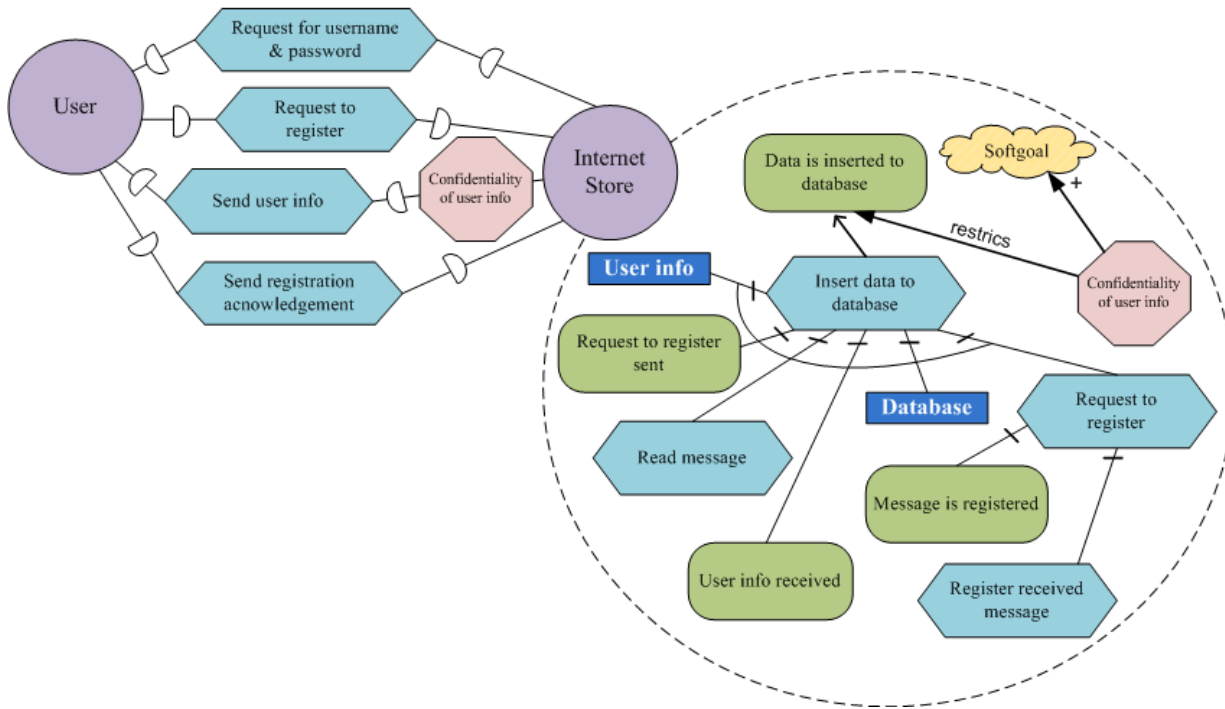 Request for username
& password
User
Request to
register
Internet
Store
Confidentiality
of user info
Send user info
Send registration
acnowledgement
Data is inserted to
database
Softgoal
+
restrics
User info
Insert data to
database
Confidentiality
of user info
Request to register
sent
Database
Request to
register
Read message
Message is registered
User info received
Register received
message